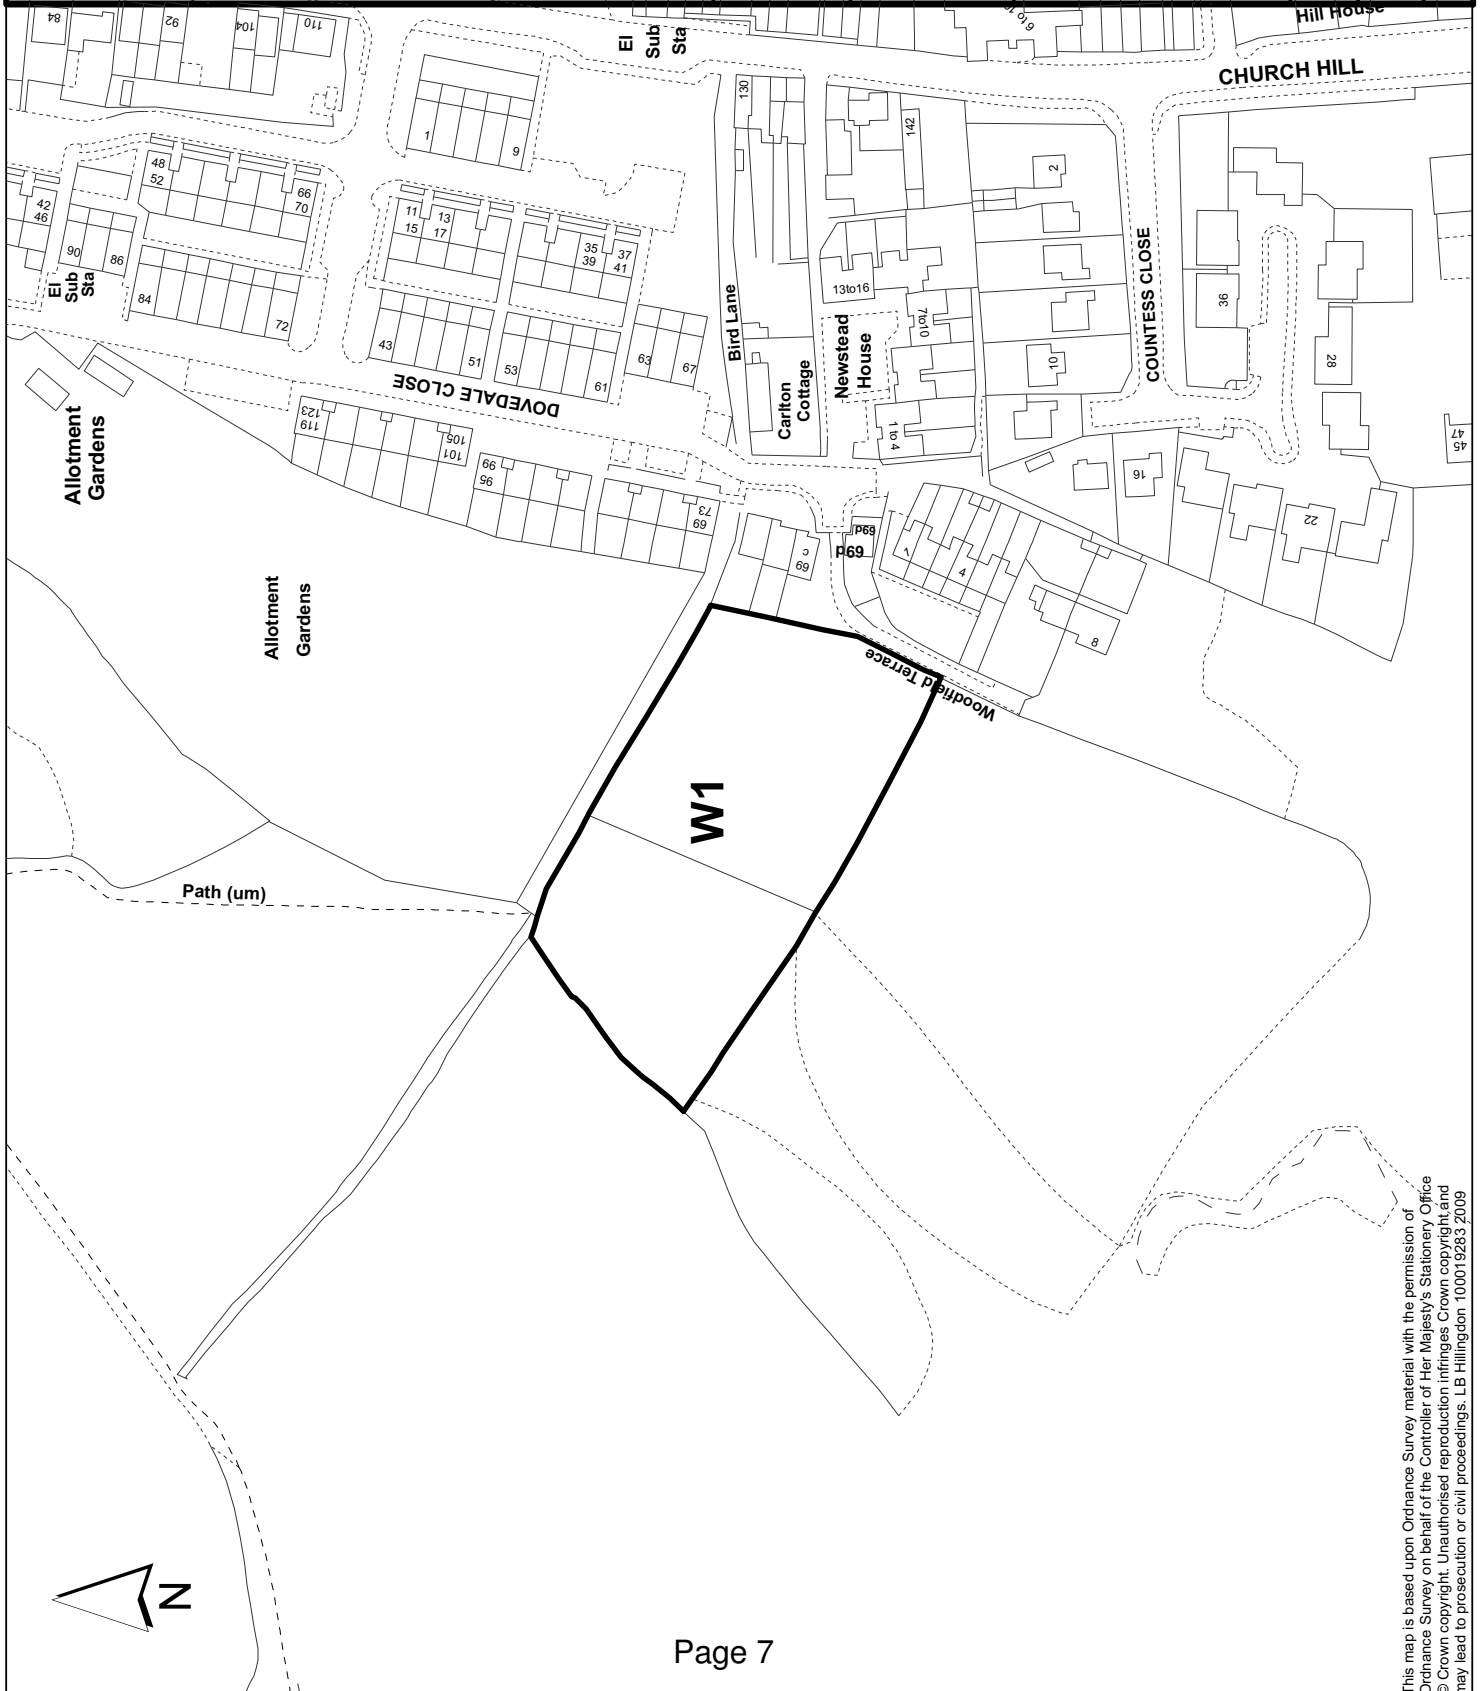 84
92
104
110
El
Sub
Sta
6 to 1
Hill House
CHURCH HILL
1
9
130
142
2
48
52
66
70
42
46
90
86
El
Sub
Sta
84
72
11
15
13
17
35
39
37
41
43
51
53
61
63
67
DOVEDALE CLOSE
Bird Lane
Carlton
Cottage
13to16
Newstead
House
7to10
1 to 4
10
COUNTESS CLOSE
36
28
45
47
16
22
Allotment
Gardens
123
119
105
101
99
95
73
69
69
c
69d
69d
1
4
8
Allotment
Gardens
Woodfield Terrace
W1
Path (um)
N
Page 7
This map is based upon Ordnance Survey material with the permission of
Ordnance Survey on behalf of the Controller of Her Majesty's Stationery Office
© Crown copyright. Unauthorised reproduction infringes Crown copyright and
may lead to prosecution or civil proceedings. LB Hillingdon 100019283 2009